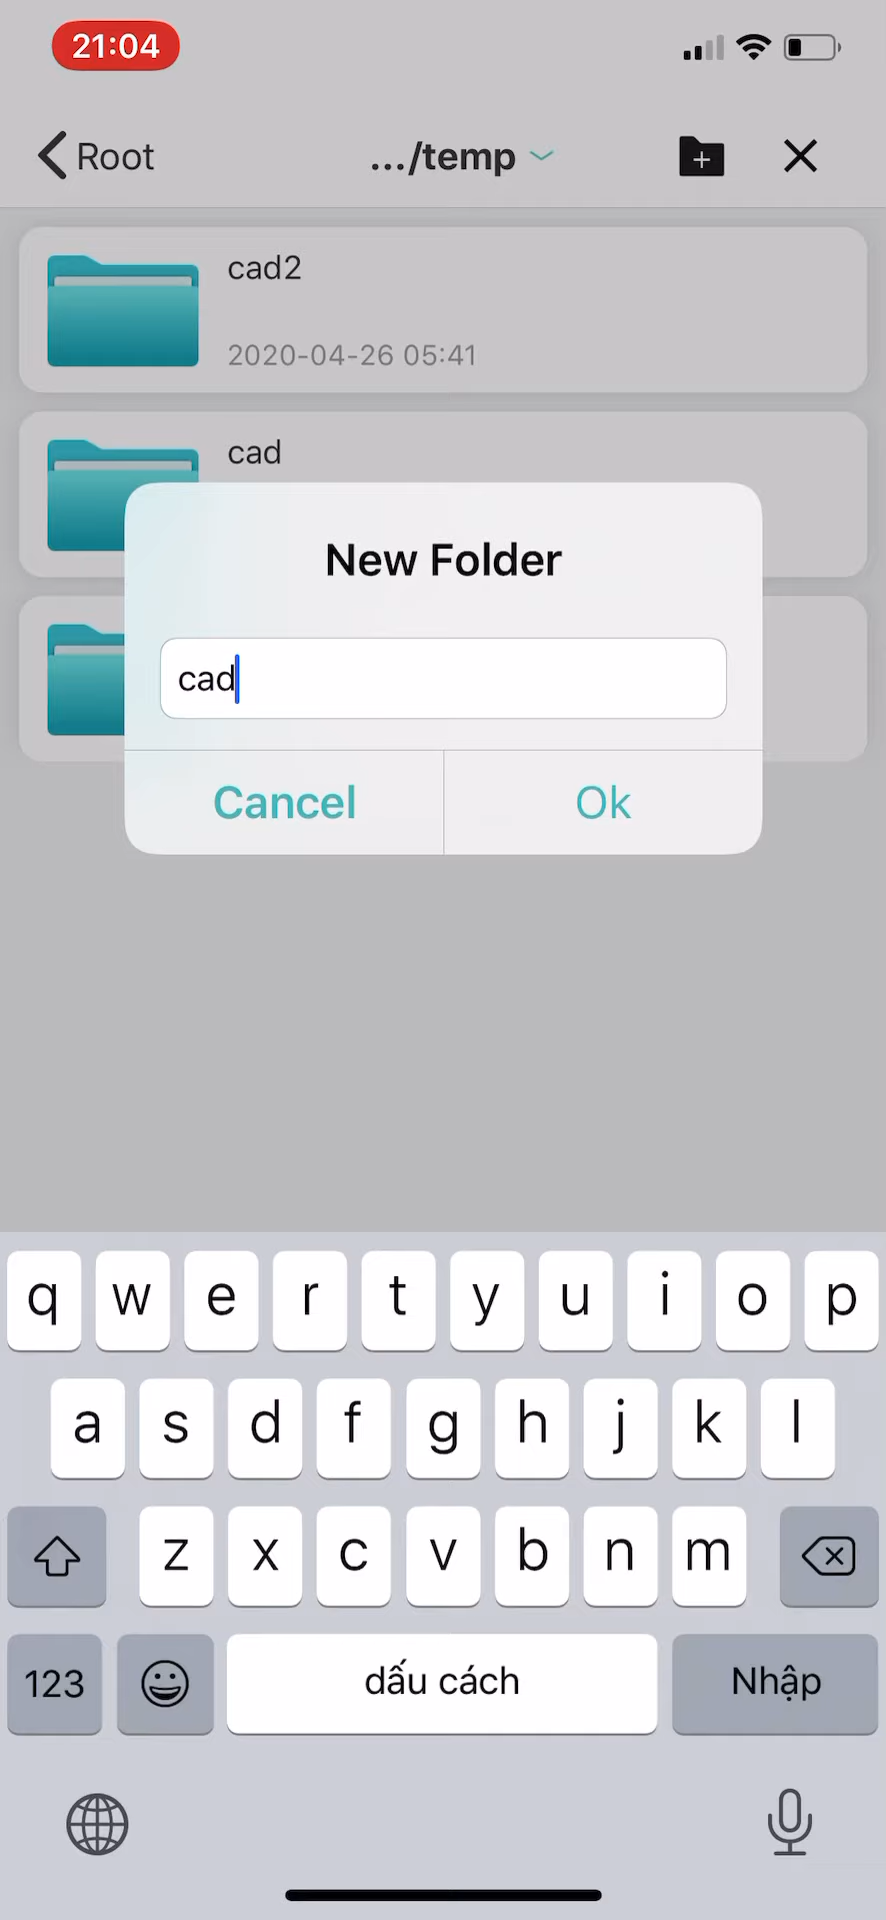 21:04
Root
.../temp
cad2
2020-04-26 05:41
cad
New Folder
cad
Cancel
Ok
q w e r t y u i o p
a s d f g h j k l
z x c v b n m
123
dấu cách
Nhập